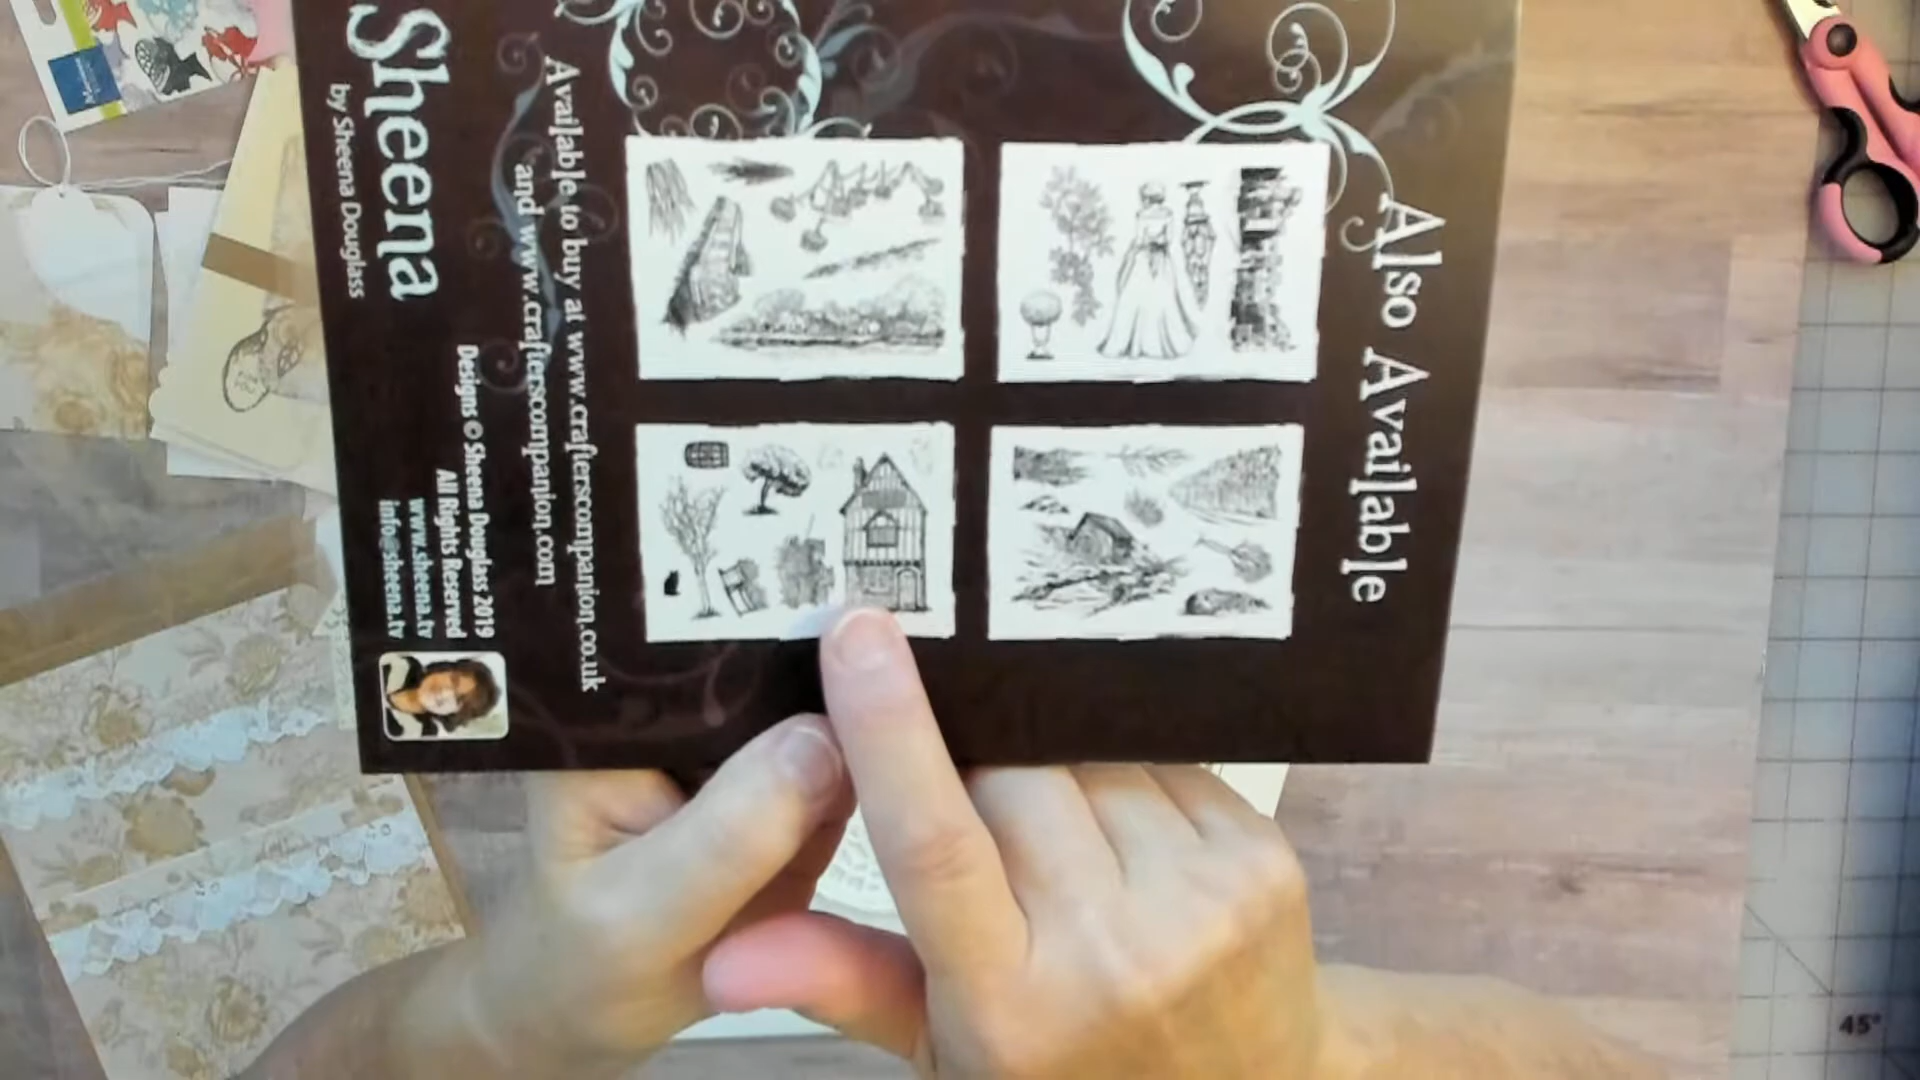 Also Available
Available to buy at www.crafterscompanion.co.uk
and www.crafterscompanion.com
Designs © Sheena Douglass 2019
All Rights Reserved
www.sheena.tv
info@sheena.tv
Sheena
by Sheena Douglass
45°